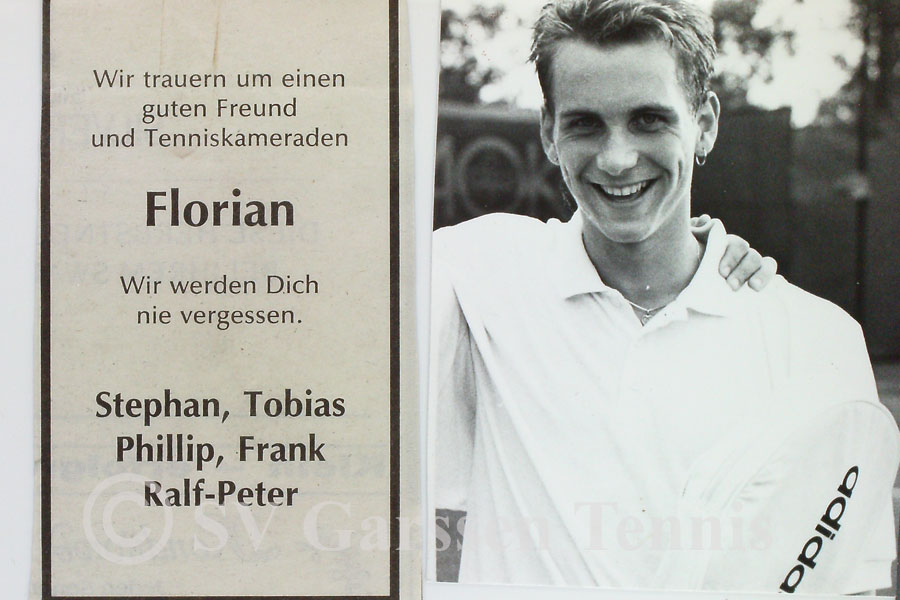 Wir trauern um einen
guten Freund
und Tenniskameraden
Florian
Wir werden Dich
nie vergessen.
Stephan, Tobias
Phillip, Frank
Ralf-Peter
adidas
© SV Garssen Tennis